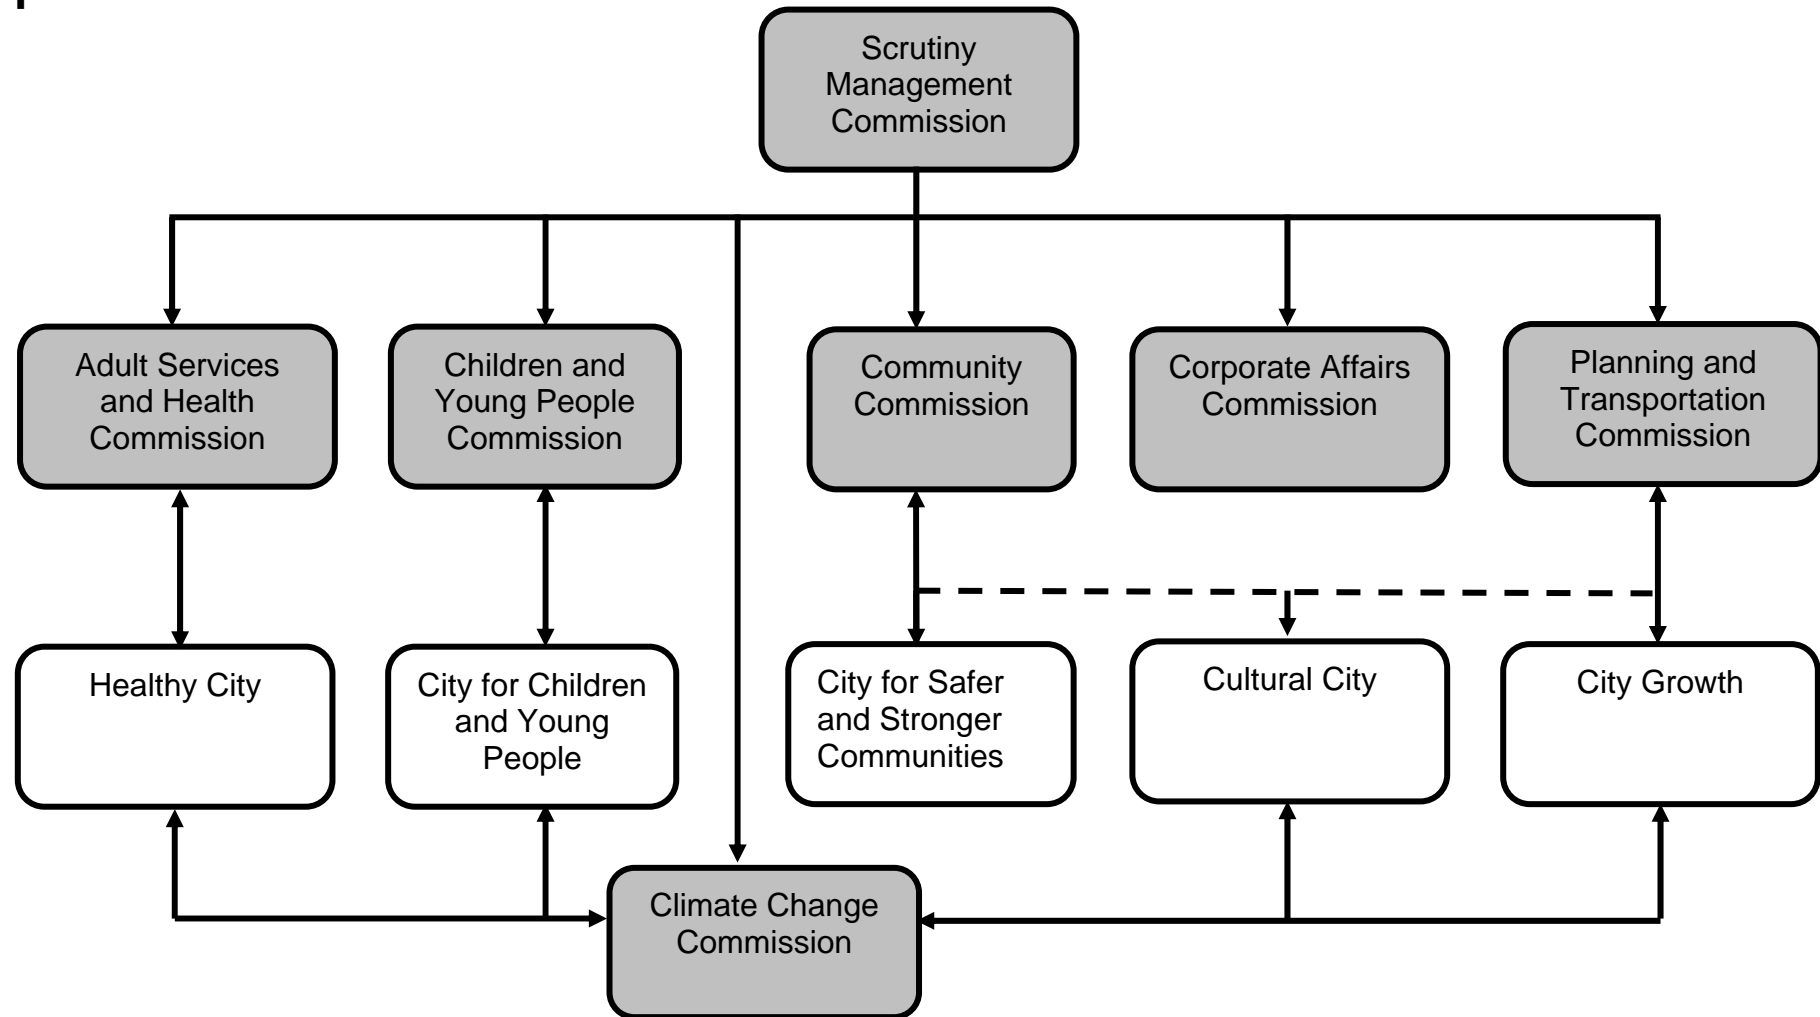 Scrutiny
Management
Commission
Adult Services
and Health
Commission
Children and
Young People
Commission
Community
Commission
Corporate Affairs
Commission
Planning and
Transportation
Commission
Healthy City
City for Children
and Young
People
City for Safer
and Stronger
Communities
Cultural City
City Growth
Climate Change
Commission